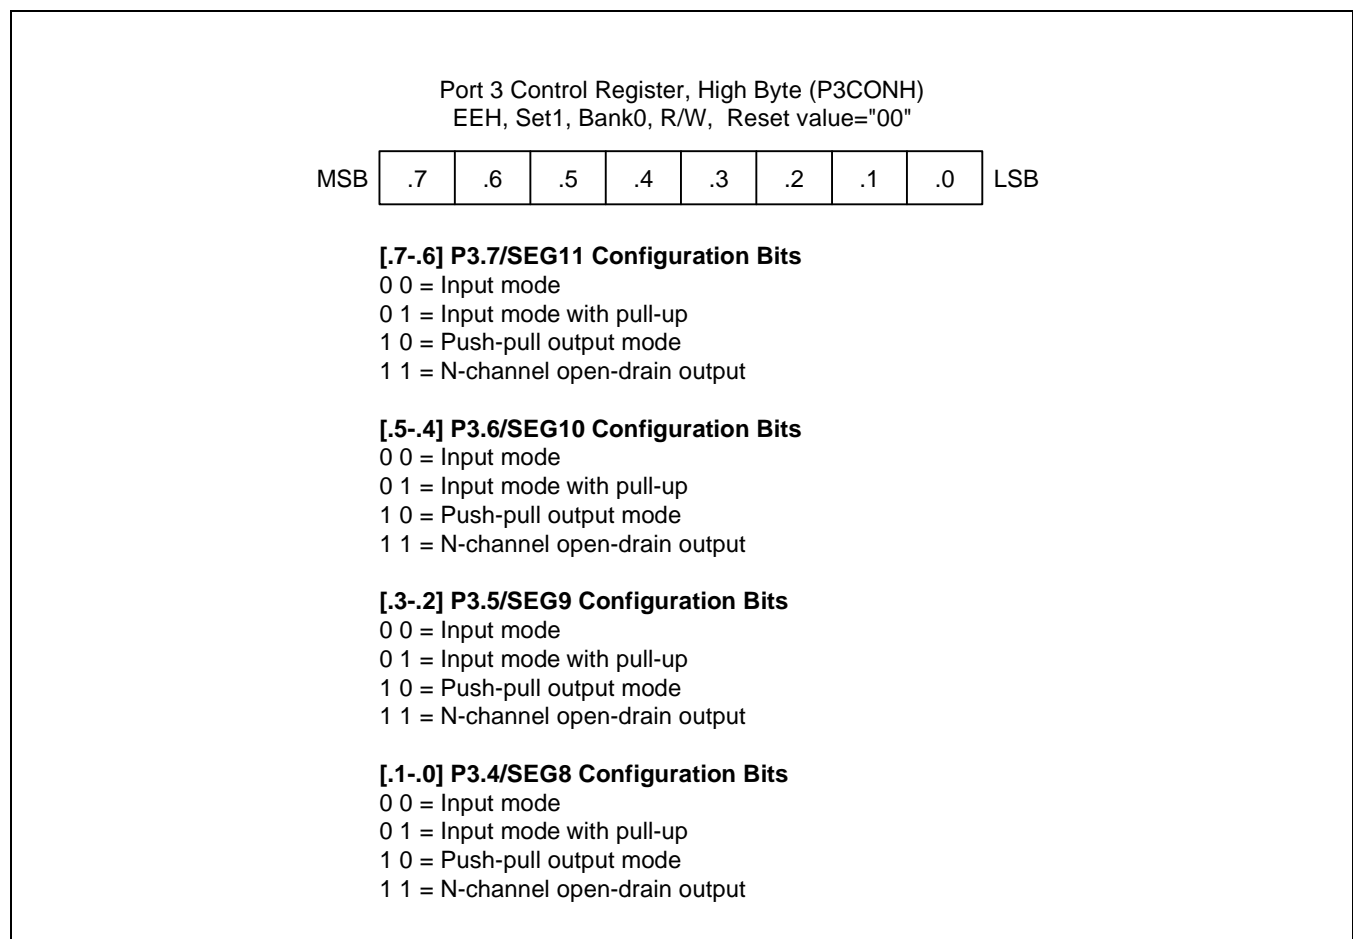 Port 3 Control Register, High Byte (P3CONH)
EEH, Set1, Bank0, R/W, Reset value="00"
MSB .7 .6 .5 .4 .3 .2 .1 .0 LSB
[.7-.6] P3.7/SEG11 Configuration Bits
0 0 = Input mode
0 1 = Input mode with pull-up
1 0 = Push-pull output mode
1 1 = N-channel open-drain output
[.5-.4] P3.6/SEG10 Configuration Bits
0 0 = Input mode
0 1 = Input mode with pull-up
1 0 = Push-pull output mode
1 1 = N-channel open-drain output
[.3-.2] P3.5/SEG9 Configuration Bits
0 0 = Input mode
0 1 = Input mode with pull-up
1 0 = Push-pull output mode
1 1 = N-channel open-drain output
[.1-.0] P3.4/SEG8 Configuration Bits
0 0 = Input mode
0 1 = Input mode with pull-up
1 0 = Push-pull output mode
1 1 = N-channel open-drain output